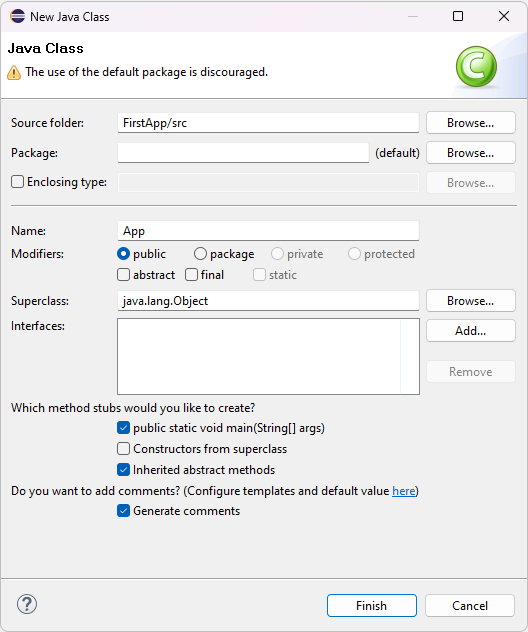 New Java Class
Java Class
The use of the default package is discouraged.
Source folder: FirstApp/src Browse...
Package: (default) Browse...
Enclosing type: Browse...
Name: App
Modifiers: public package private protected
abstract final static
Superclass: java.lang.Object Browse...
Interfaces: Add...
Remove
Which method stubs would you like to create?
public static void main(String[] args)
Constructors from superclass
Inherited abstract methods
Do you want to add comments? (Configure templates and default value here)
Generate comments
? Finish Cancel